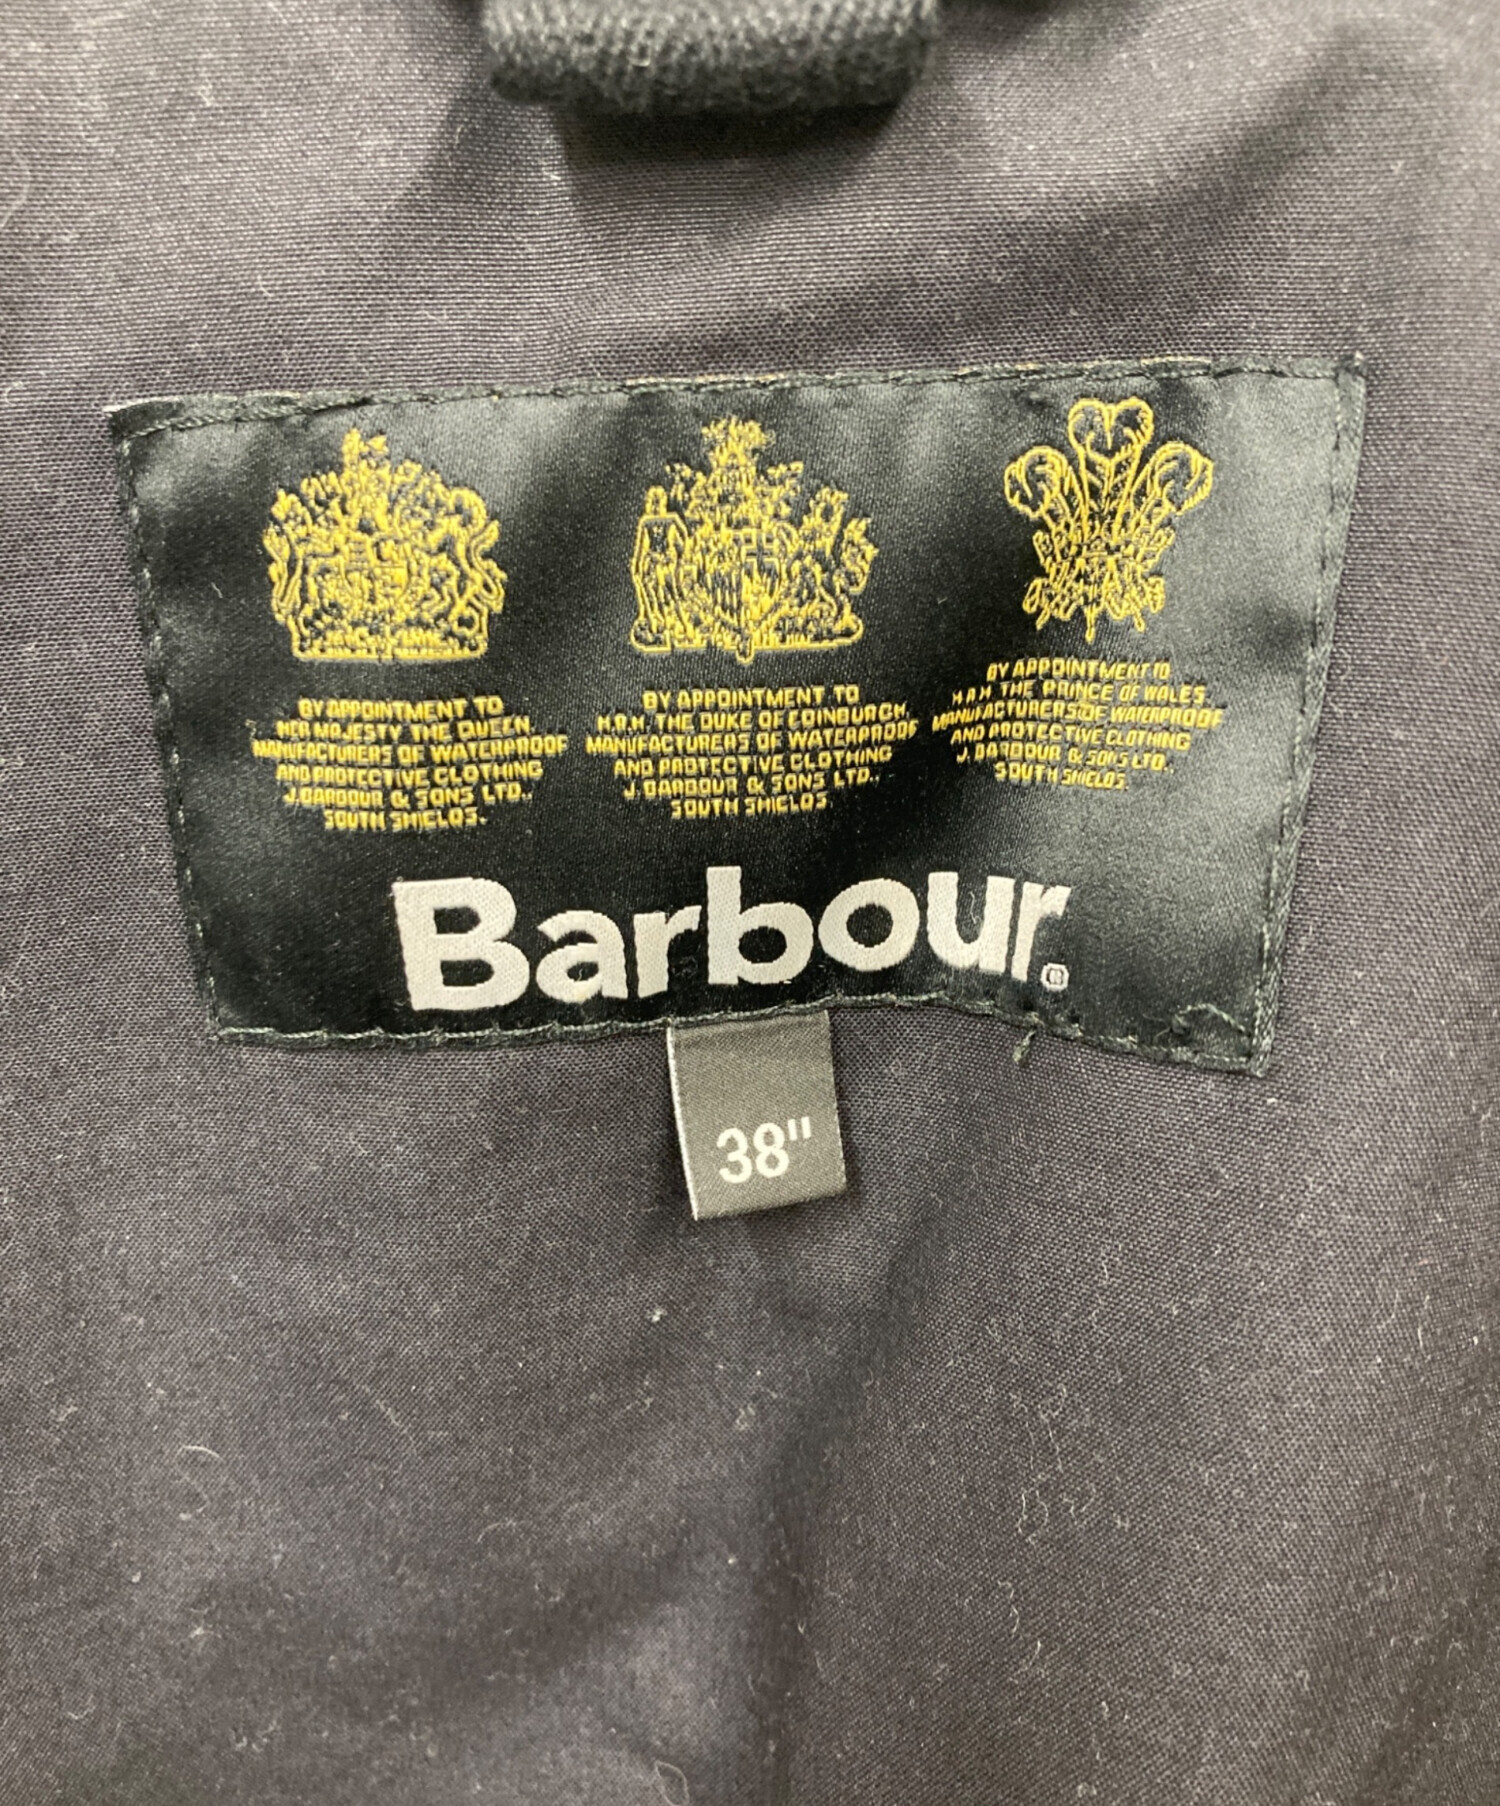 BY APPOINTMENT TO
HER MAJESTY THE QUEEN
MANUFACTURERS OF WATERPROOF
AND PROTECTIVE CLOTHING
J. BARBOUR & SONS LTD.,
SOUTH SHIELDS.
BY APPOINTMENT TO
H.R.H. THE DUKE OF EDINBURGH
MANUFACTURERS OF WATERPROOF
AND PROTECTIVE CLOTHING
J. BARBOUR & SONS LTD.,
SOUTH SHIELDS
BY APPOINTMENT TO
H.R.H THE PRINCE OF WALES
MANUFACTURERS OF WATERPROOF
AND PROTECTIVE CLOTHING
J. BARBOUR & SONS LTD.,
SOUTH SHIELDS.
Barbour®
38"